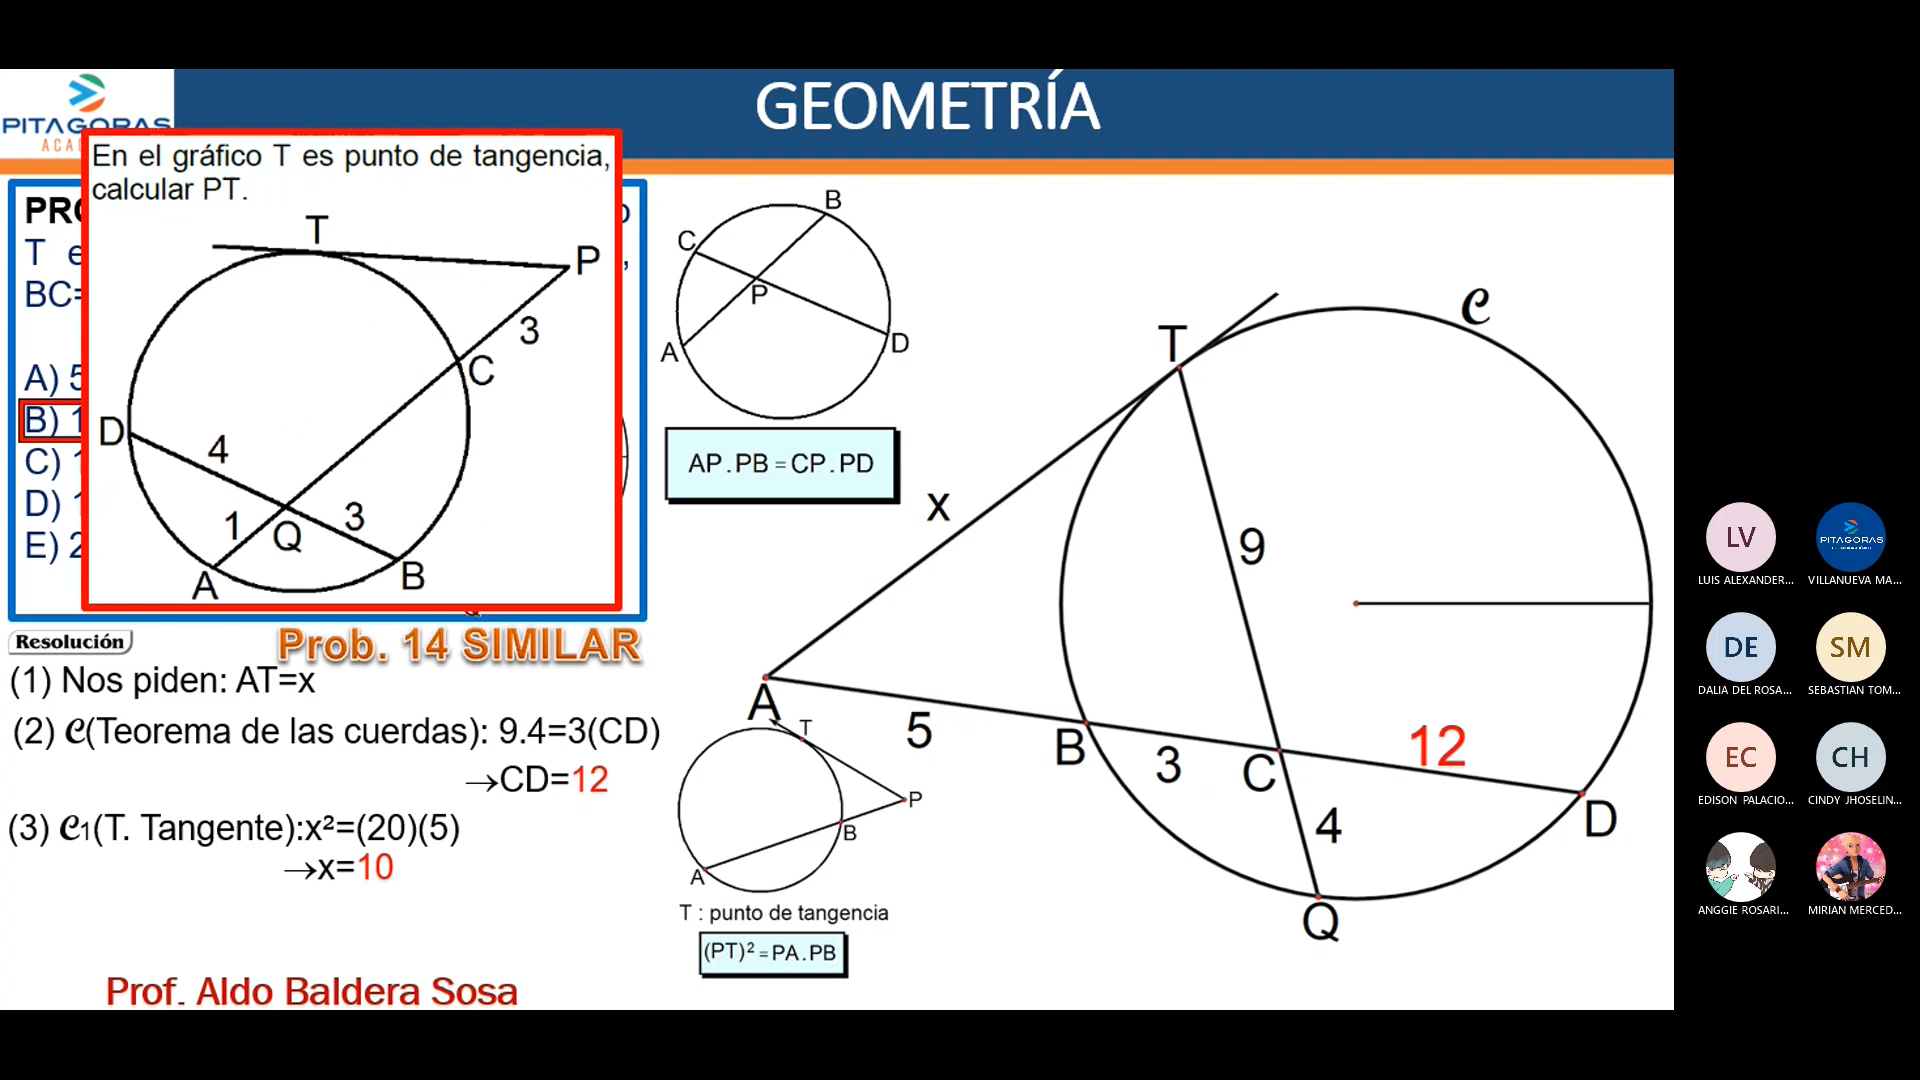 GEOMETRÍA
PITAGORAS
En el gráfico T es punto de tangencia,
calcular PT.
T
P
3
C
D
4
1
Q
3
A
B
T
BC=
A) 5
B) 1
C) 1
D) 1
E) 2
Prob. 14 SIMILAR
Resolución
(1) Nos piden: AT=x
(2) 𝓒(Teorema de las cuerdas): 9.4=3(CD)
→CD=12
(3) 𝓒1(T. Tangente):x²=(20)(5)
→x=10
Prof. Aldo Baldera Sosa
B
C
P
A
D
AP.PB=CP.PD
T
P
B
A
T : punto de tangencia
(PT)²=PA.PB
𝓒
T
x
9
A
5
B
3
C
12
4
D
Q
LV
LUIS ALEXANDER...
PITAGORAS
VILLANUEVA MA...
DE
DALIA DEL ROSA...
SM
SEBASTIAN TOM...
EC
EDISON PALACIO...
CH
CINDY JHOSELIN...
ANGGIE ROSARI...
MIRIAN MERCED...